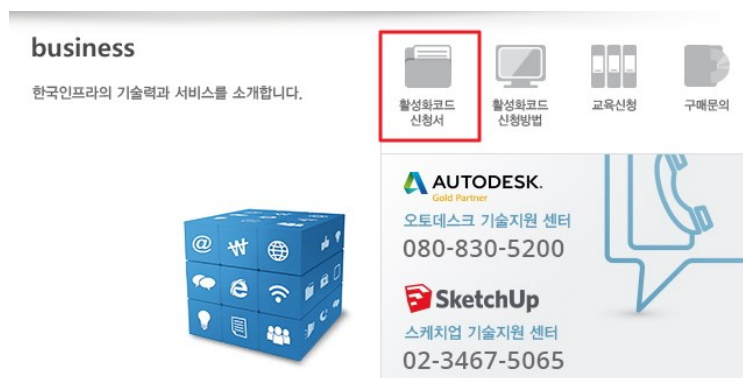 business
한국인프라의 기술력과 서비스를 소개합니다.
활성화코드
신청서
활성화코드
신청방법
교육신청
구매문의
AUTODESK.
Gold Partner
오토데스크 기술지원 센터
080-830-5200
SketchUp
스케치업 기술지원 센터
02-3467-5065